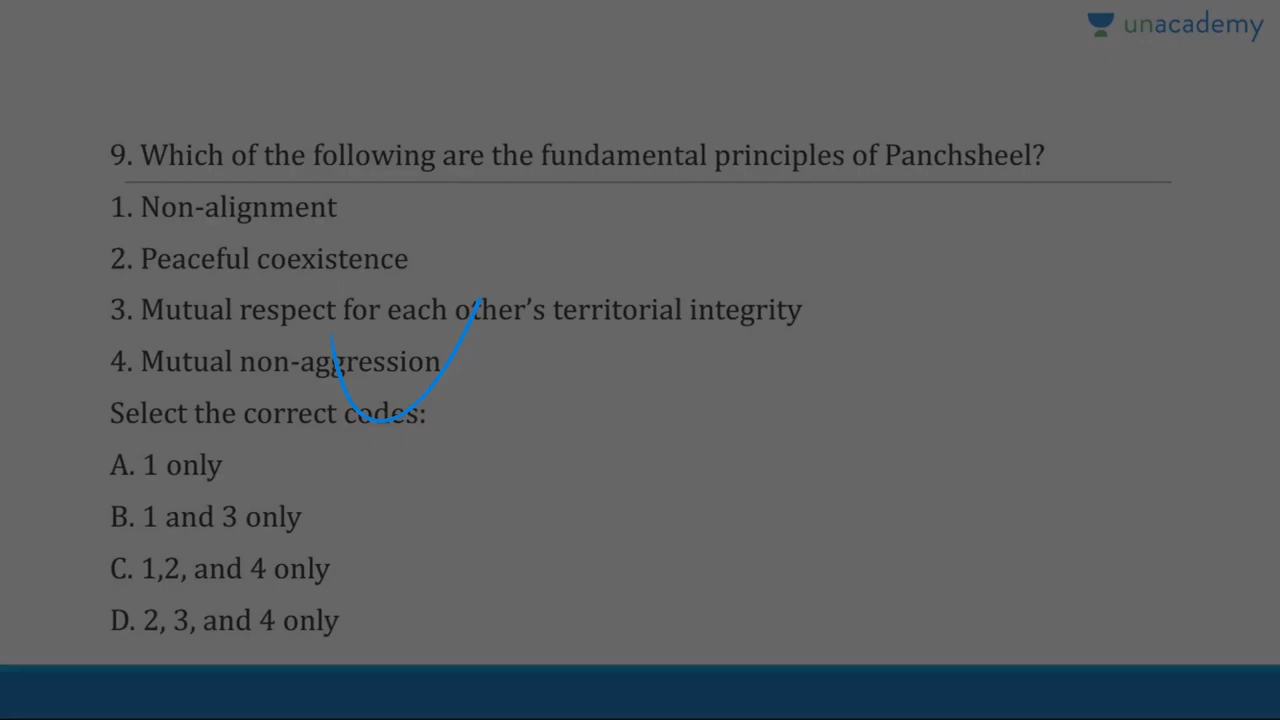 unacademy
9. Which of the following are the fundamental principles of Panchsheel?
1. Non-alignment
2. Peaceful coexistence
3. Mutual respect for each other’s territorial integrity
4. Mutual non-aggression
Select the correct codes:
A. 1 only
B. 1 and 3 only
C. 1,2, and 4 only
D. 2, 3, and 4 only